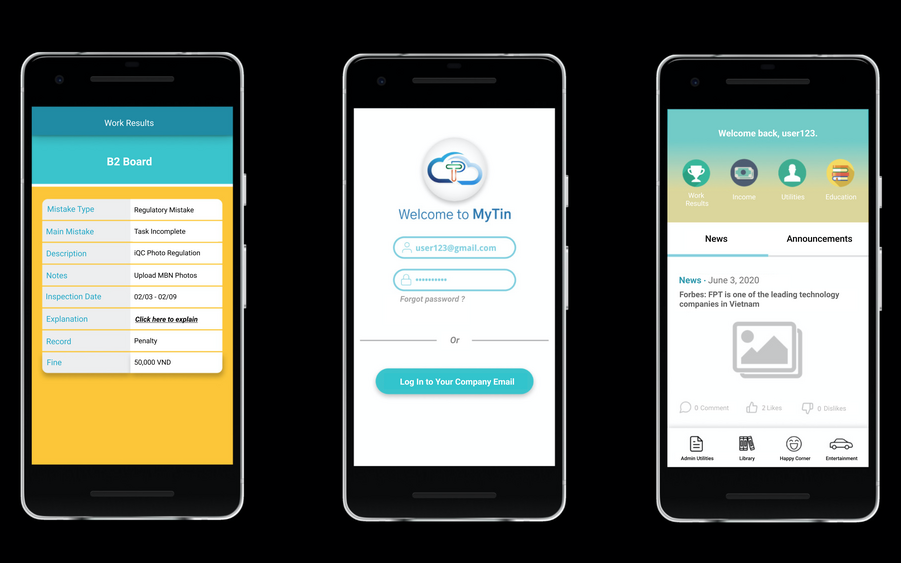 Work Results
B2 Board
Mistake Type Regulatory Mistake
Main Mistake Task Incomplete
Description iQC Photo Regulation
Notes Upload MBN Photos
Inspection Date 02/03 - 02/09
Explanation Click here to explain
Record Penalty
Fine 50,000 VND
Welcome to MyTin
user123@gmail.com
••••••••••
Forgot password ?
Or
Log In to Your Company Email
Welcome back, user123.
Work
Results
Income
Utilities
Education
News Announcements
News · June 3, 2020
Forbes: FPT is one of the leading technology
companies in Vietnam
0 Comment 2 Likes 0 Dislikes
Admin Utilities Library Happy Corner Entertainment